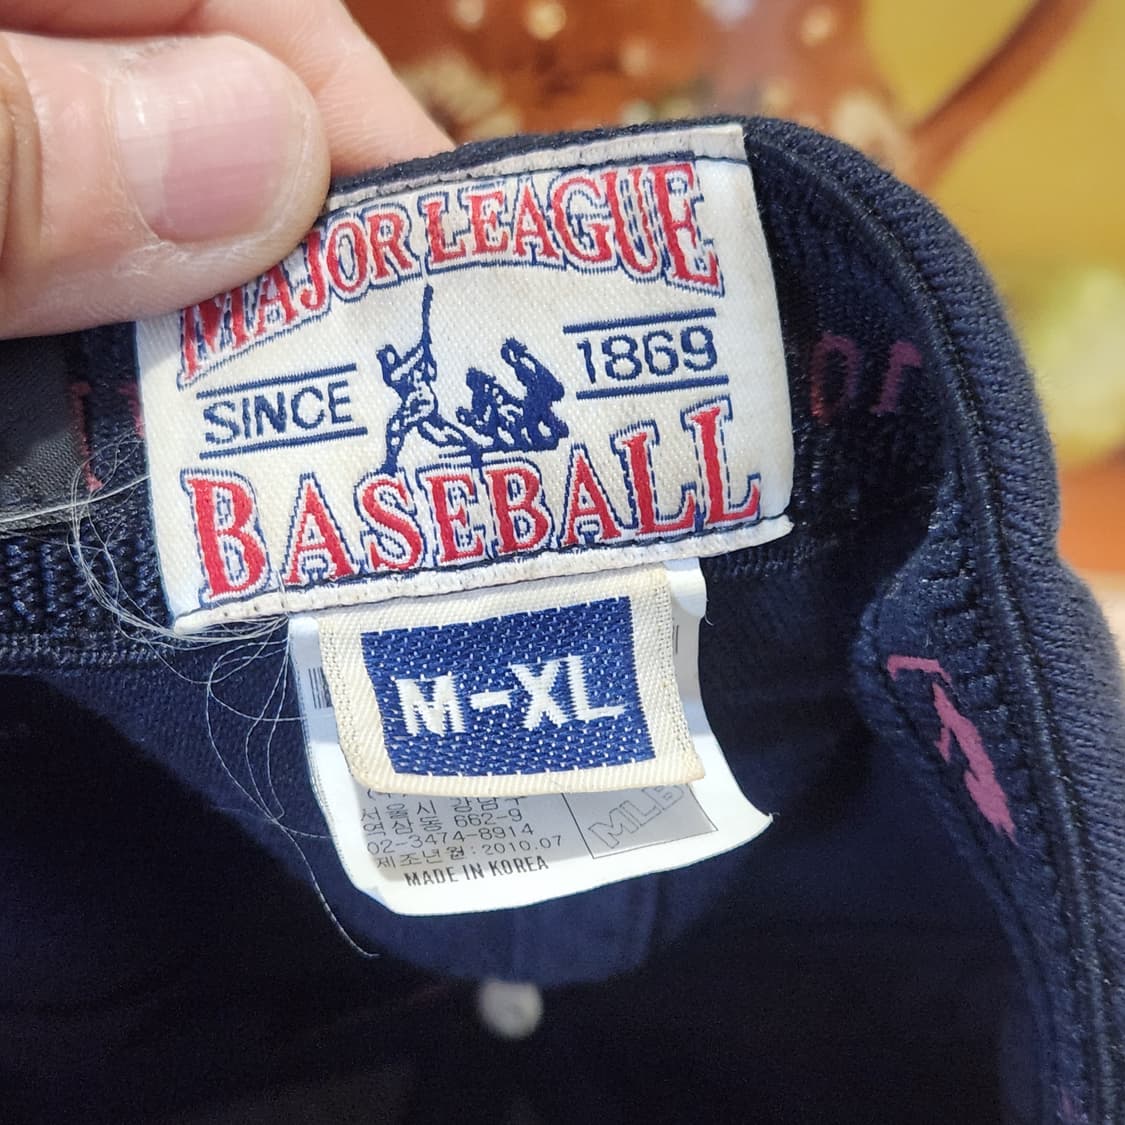 MAJOR LEAGUE
SINCE 1869
BASEBALL
M-XL
서울시 강남구
역삼동 662-9
02-3474-8914
제조년월:2010.07
MADE IN KOREA
MLB